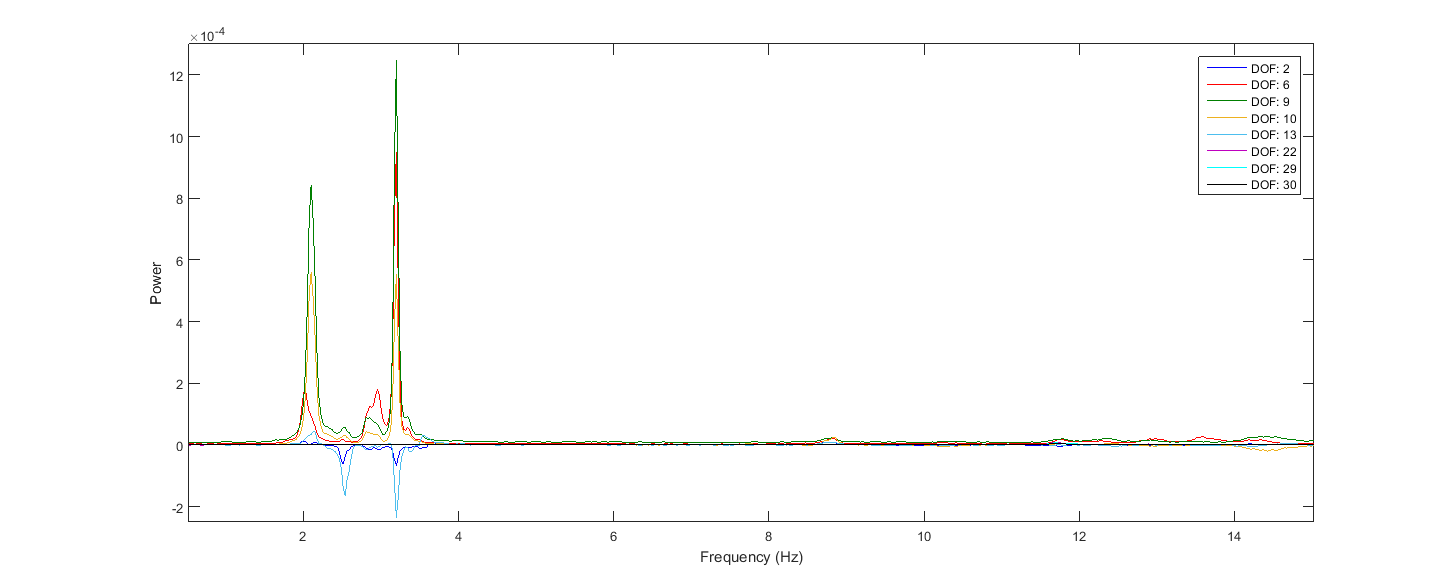 ×10-4
12
10
8
6
4
2
0
-2
Power
2 4 6 8 10 12 14
Frequency (Hz)
DOF: 2
DOF: 6
DOF: 9
DOF: 10
DOF: 13
DOF: 22
DOF: 29
DOF: 30